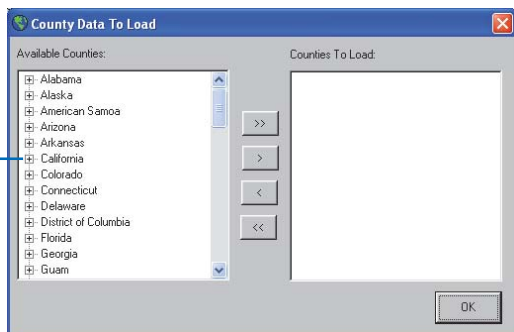 County Data To Load
Available Counties:
Alabama
Alaska
American Samoa
Arizona
Arkansas
California
Colorado
Connecticut
Delaware
District of Columbia
Florida
Georgia
Guam
>>
>
<
<<
Counties To Load:
OK